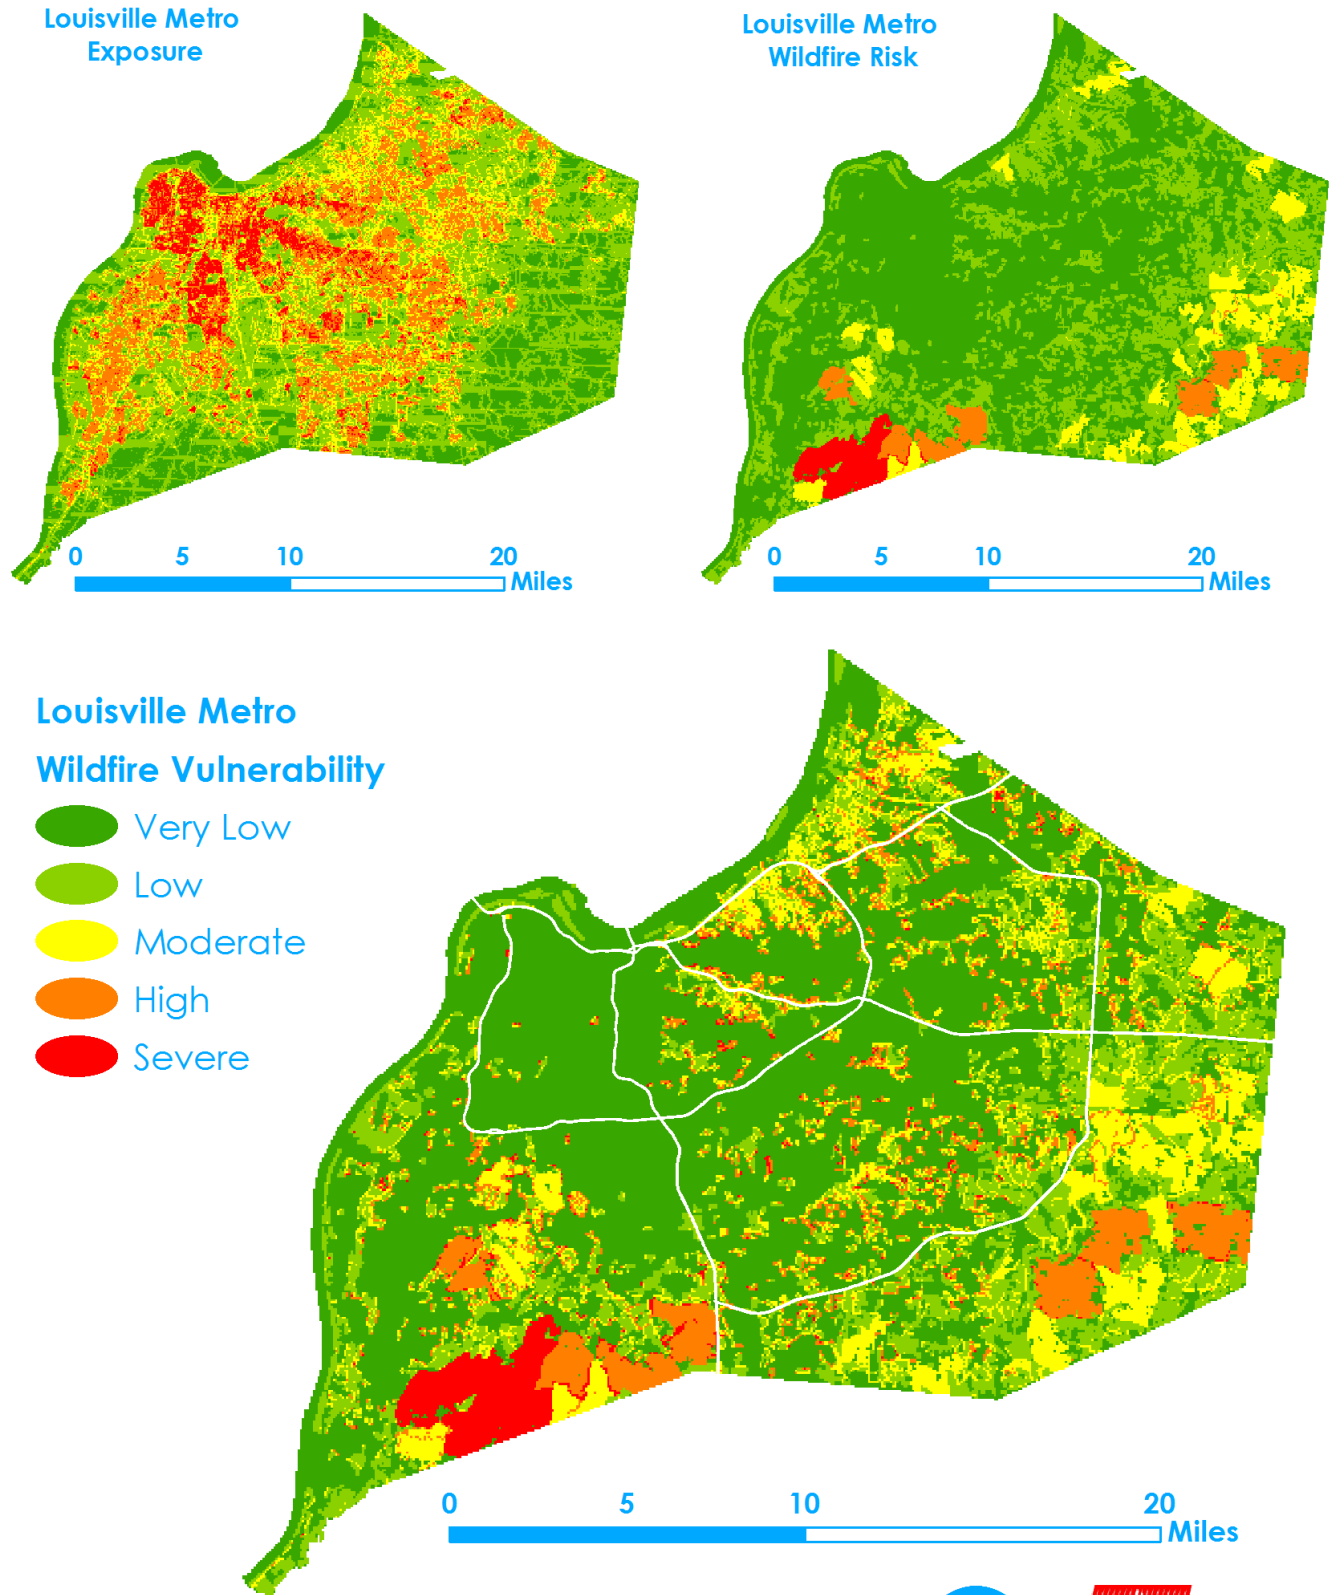 Louisville Metro
Exposure
Louisville Metro
Wildfire Risk
0 5 10 20
Miles
0 5 10 20
Miles
Louisville Metro
Wildfire Vulnerability
Very Low
Low
Moderate
High
Severe
0 5 10 20
Miles